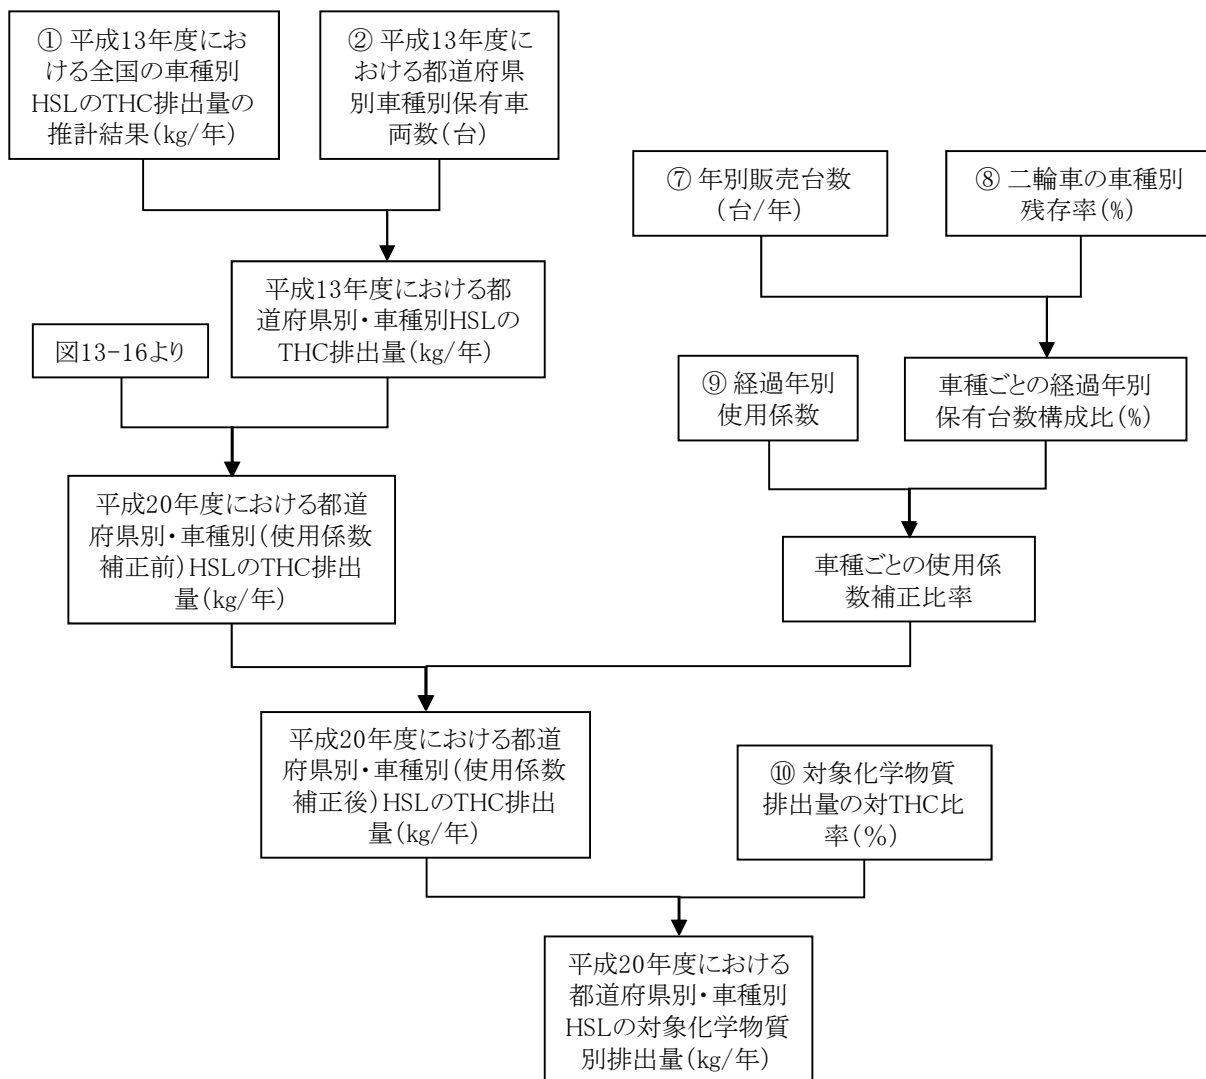 ① 平成13年度にお
ける全国の車種別
HSLのTHC排出量の
推計結果(kg/年)
② 平成13年度に
おける都道府県
別車種別保有車
両数(台)
⑦ 年別販売台数
(台/年)
⑧ 二輪車の車種別
残存率(%)
平成13年度における都
道府県別・車種別HSLの
THC排出量(kg/年)
図13-16より
⑨ 経過年別
使用係数
車種ごとの経過年別
保有台数構成比(%)
平成20年度における都道
府県別・車種別(使用係数
補正前)HSLのTHC排出
量(kg/年)
車種ごとの使用係
数補正比率
平成20年度における都道
府県別・車種別(使用係数
補正後)HSLのTHC排出
量(kg/年)
⑩ 対象化学物質
排出量の対THC比
率(%)
平成20年度における
都道府県別・車種別
HSLの対象化学物質
別排出量(kg/年)